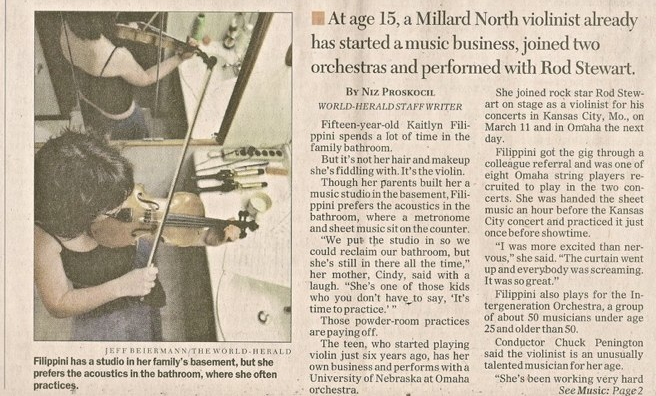 At age 15, a Millard North violinist already
has started a music business, joined two
orchestras and performed with Rod Stewart.
JEFF BEIERMANN/THE WORLD-HERALD
Filippini has a studio in her family's basement, but she
prefers the acoustics in the bathroom, where she often
practices.
BY NIZ PROSKOCIL
WORLD-HERALD STAFF WRITER
Fifteen-year-old Kaitlyn Fili-
ppini spends a lot of time in the
family bathroom.
But it's not her hair and makeup
she's fiddling with. It's the violin.
Though her parents built her a
music studio in the basement, Fili-
ppini prefers the acoustics in the
bathroom, where a metronome
and sheet music sit on the counter.
"We put the studio in so we
could reclaim our bathroom, but
she's still in there all the time,"
her mother, Cindy, said with a
laugh. "She's one of those kids
who you don't have to say, 'It's
time to practice.' "
Those powder-room practices
are paying off.
The teen, who started playing
violin just six years ago, has her
own business and performs with a
University of Nebraska at Omaha
orchestra.
She joined rock star Rod Stew-
art on stage as a violinist for his
concerts in Kansas City, Mo., on
March 11 and in Omaha the next
day.
Filippini got the gig through a
colleague referral and was one of
eight Omaha string players re-
cruited to play in the two con-
certs. She was handed the sheet
music an hour before the Kansas
City concert and practiced it just
once before showtime.
"I was more excited than ner-
vous," she said. "The curtain went
up and everybody was screaming.
It was so great."
Filippini also plays for the In-
tergeneration Orchestra, a group
of about 50 musicians under age
25 and older than 50.
Conductor Chuck Penington
said the violinist is an unusually
talented musician for her age.
"She's been working very hard
See Music: Page 2